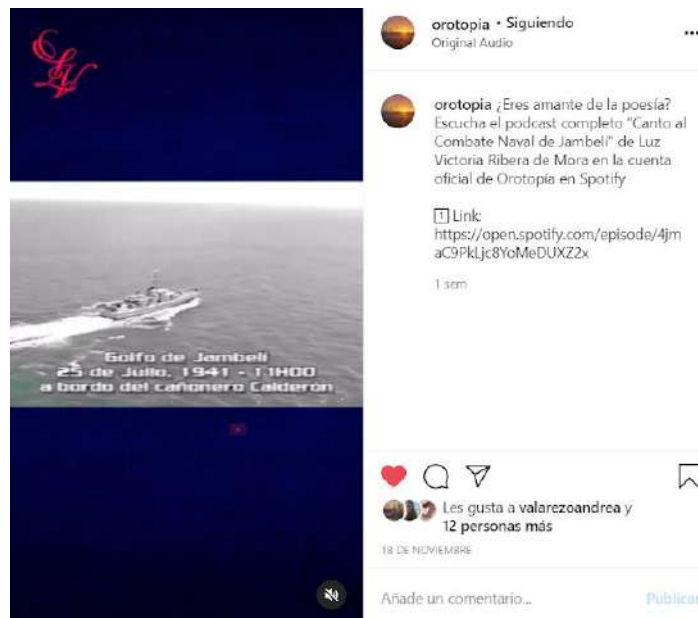 Golfo de Jambelí
25 de Julio, 1941 - 11H00
a bordo del cañonero Calderón
orotopia • Siguiendo
Original Audio
orotopia ¿Eres amante de la poesía?
Escucha el podcast completo "Canto al
Combate Naval de Jambelí" de Luz
Victoria Ribera de Mora en la cuenta
oficial de Orotopía en Spotify
1 Link:
https://open.spotify.com/episode/4jm
aC9PkLjc8YoMeDUXZ2x
1 sem
Les gusta a valarezoandrea y
12 personas más
18 DE NOVIEMBRE
Añade un comentario...
Publicar